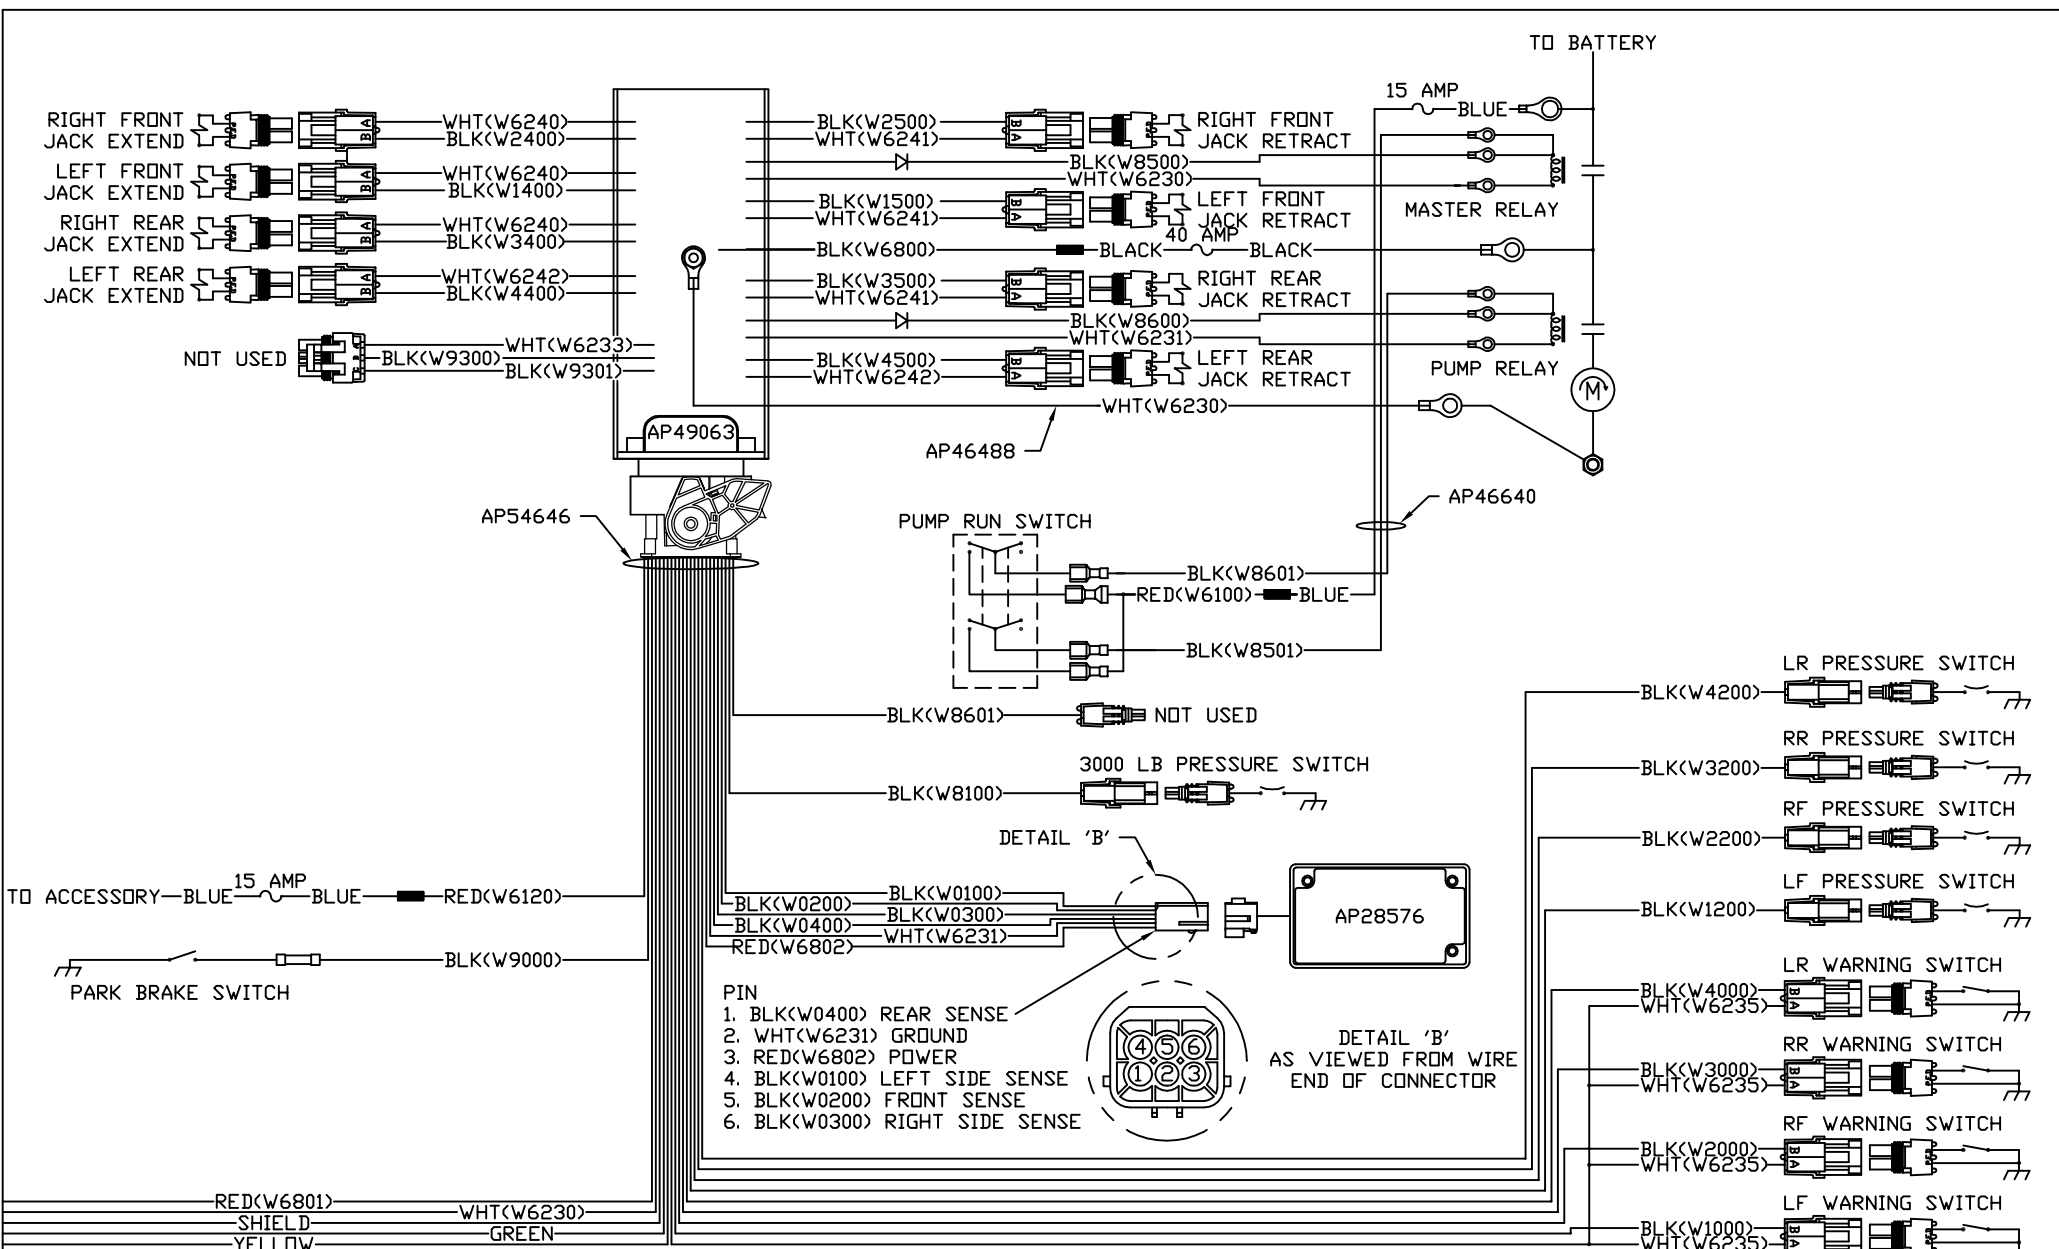 TO BATTERY
15 AMP
BLUE
RIGHT FRONT
JACK EXTEND
WHT(W6240)
BLK(W2400)
LEFT FRONT
JACK EXTEND
WHT(W6240)
BLK(W1400)
RIGHT REAR
JACK EXTEND
WHT(W6240)
BLK(W3400)
LEFT REAR
JACK EXTEND
WHT(W6242)
BLK(W4400)
NOT USED
WHT(W6233)
BLK(W9300)
BLK(W9301)
BLK(W2500)
WHT(W6241)
RIGHT FRONT
JACK RETRACT
BLK(W8500)
WHT(W6230)
MASTER RELAY
BLK(W1500)
WHT(W6241)
LEFT FRONT
JACK RETRACT
BLK(W6800)
BLACK
40 AMP
BLACK
BLK(W3500)
WHT(W6241)
RIGHT REAR
JACK RETRACT
BLK(W8600)
WHT(W6231)
PUMP RELAY
BLK(W4500)
WHT(W6242)
LEFT REAR
JACK RETRACT
M
WHT(W6230)
AP49063
AP46488
AP54646
AP46640
PUMP RUN SWITCH
BLK(W8601)
RED(W6100)
BLUE
BLK(W8501)
BLK(W8601)
NOT USED
3000 LB PRESSURE SWITCH
BLK(W8100)
DETAIL 'B'
TO ACCESSORY
BLUE
15 AMP
BLUE
RED(W6120)
BLK(W9000)
PARK BRAKE SWITCH
BLK(W0100)
BLK(W0200)
BLK(W0300)
BLK(W0400)
WHT(W6231)
RED(W6802)
AP28576
PIN
1. BLK(W0400) REAR SENSE
2. WHT(W6231) GROUND
3. RED(W6802) POWER
4. BLK(W0100) LEFT SIDE SENSE
5. BLK(W0200) FRONT SENSE
6. BLK(W0300) RIGHT SIDE SENSE
4 5 6
1 2 3
DETAIL 'B'
AS VIEWED FROM WIRE
END OF CONNECTOR
LR PRESSURE SWITCH
BLK(W4200)
RR PRESSURE SWITCH
BLK(W3200)
RF PRESSURE SWITCH
BLK(W2200)
LF PRESSURE SWITCH
BLK(W1200)
LR WARNING SWITCH
BLK(W4000)
WHT(W6235)
B
A
RR WARNING SWITCH
BLK(W3000)
WHT(W6235)
B
A
RF WARNING SWITCH
BLK(W2000)
WHT(W6235)
B
A
LF WARNING SWITCH
BLK(W1000)
WHT(W6235)
B
A
RED(W6801)
WHT(W6230)
SHIELD
GREEN
YELLOW